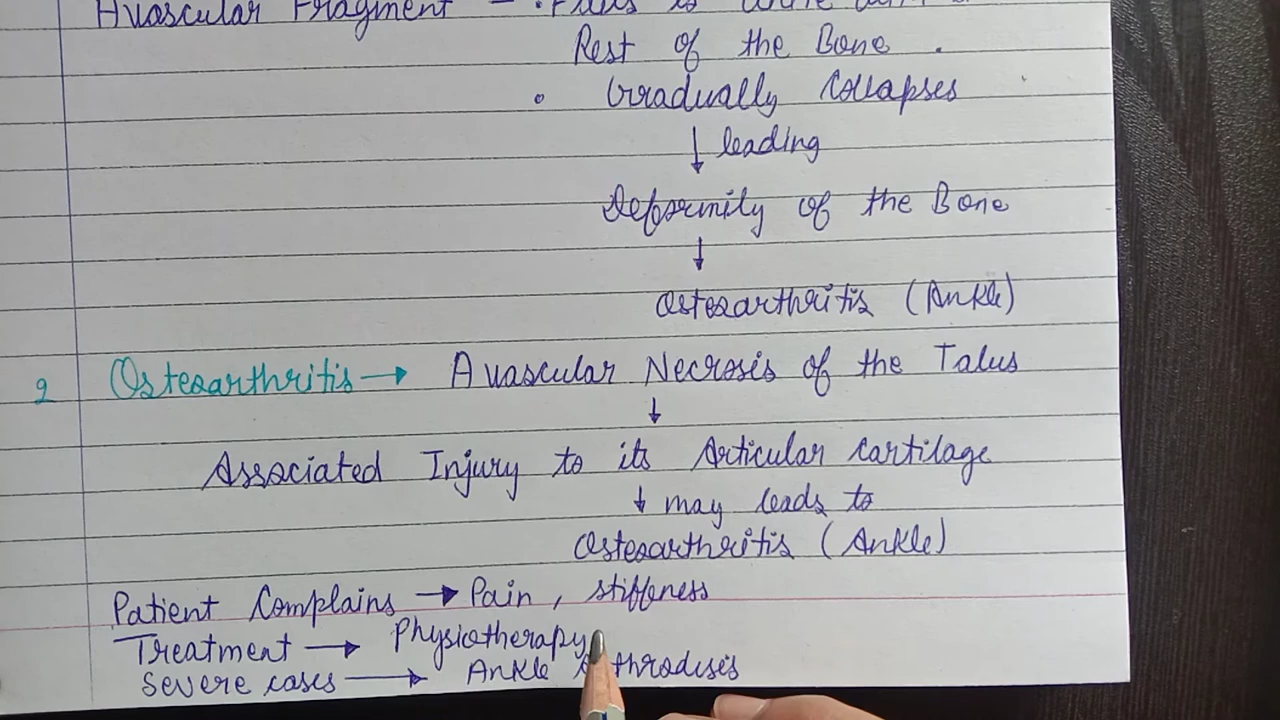 Avascular Fragment -
Rest of the Bone .
Gradually Collapses
↓ leading
Deformity of the Bone
↓
Osteoarthritis (Ankle)
2 Osteoarthritis → Avascular Necrosis of the Talus
↓
Associated Injury to its Articular cartilage
↓ may leads to
Osteoarthritis (Ankle)
Patient Complains → Pain , stiffness
Treatment → Physiotherapy
Severe cases → Ankle